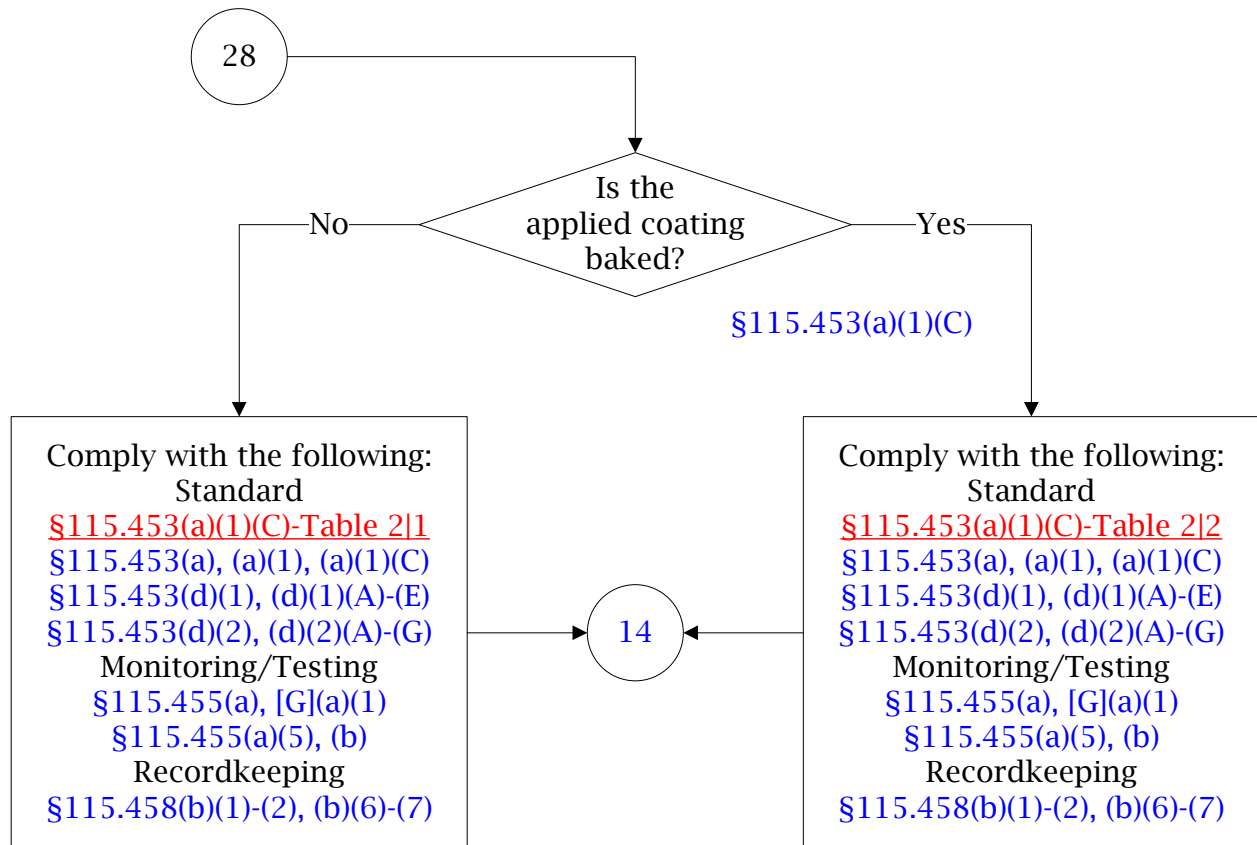 28
Is the
applied coating
baked?
No
Yes
§115.453(a)(1)(C)
Comply with the following:
Standard
§115.453(a)(1)(C)-Table 2|1
§115.453(a), (a)(1), (a)(1)(C)
§115.453(d)(1), (d)(1)(A)-(E)
§115.453(d)(2), (d)(2)(A)-(G)
Monitoring/Testing
§115.455(a), [G](a)(1)
§115.455(a)(5), (b)
Recordkeeping
§115.458(b)(1)-(2), (b)(6)-(7)
14
Comply with the following:
Standard
§115.453(a)(1)(C)-Table 2|2
§115.453(a), (a)(1), (a)(1)(C)
§115.453(d)(1), (d)(1)(A)-(E)
§115.453(d)(2), (d)(2)(A)-(G)
Monitoring/Testing
§115.455(a), [G](a)(1)
§115.455(a)(5), (b)
Recordkeeping
§115.458(b)(1)-(2), (b)(6)-(7)